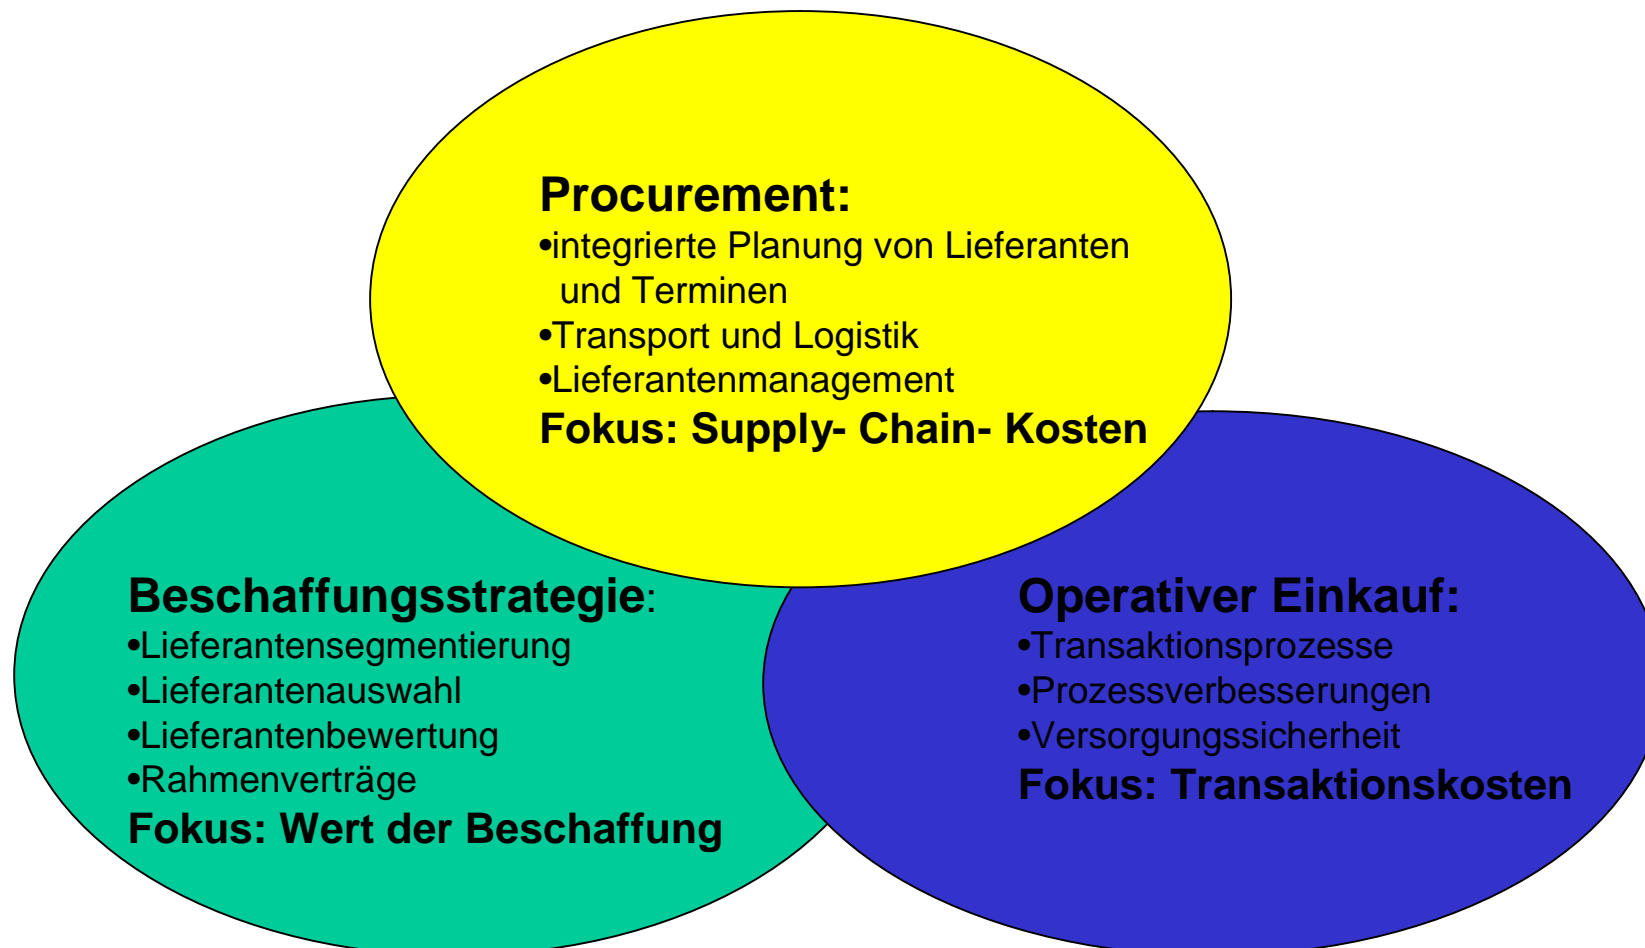 Procurement:
•integrierte Planung von Lieferanten
und Terminen
•Transport und Logistik
•Lieferantenmanagement
Fokus: Supply- Chain- Kosten
Beschaffungsstrategie:
•Lieferantensegmentierung
•Lieferantenauswahl
•Lieferantenbewertung
•Rahmenverträge
Fokus: Wert der Beschaffung
Operativer Einkauf:
•Transaktionsprozesse
•Prozessverbesserungen
•Versorgungssicherheit
Fokus: Transaktionskosten